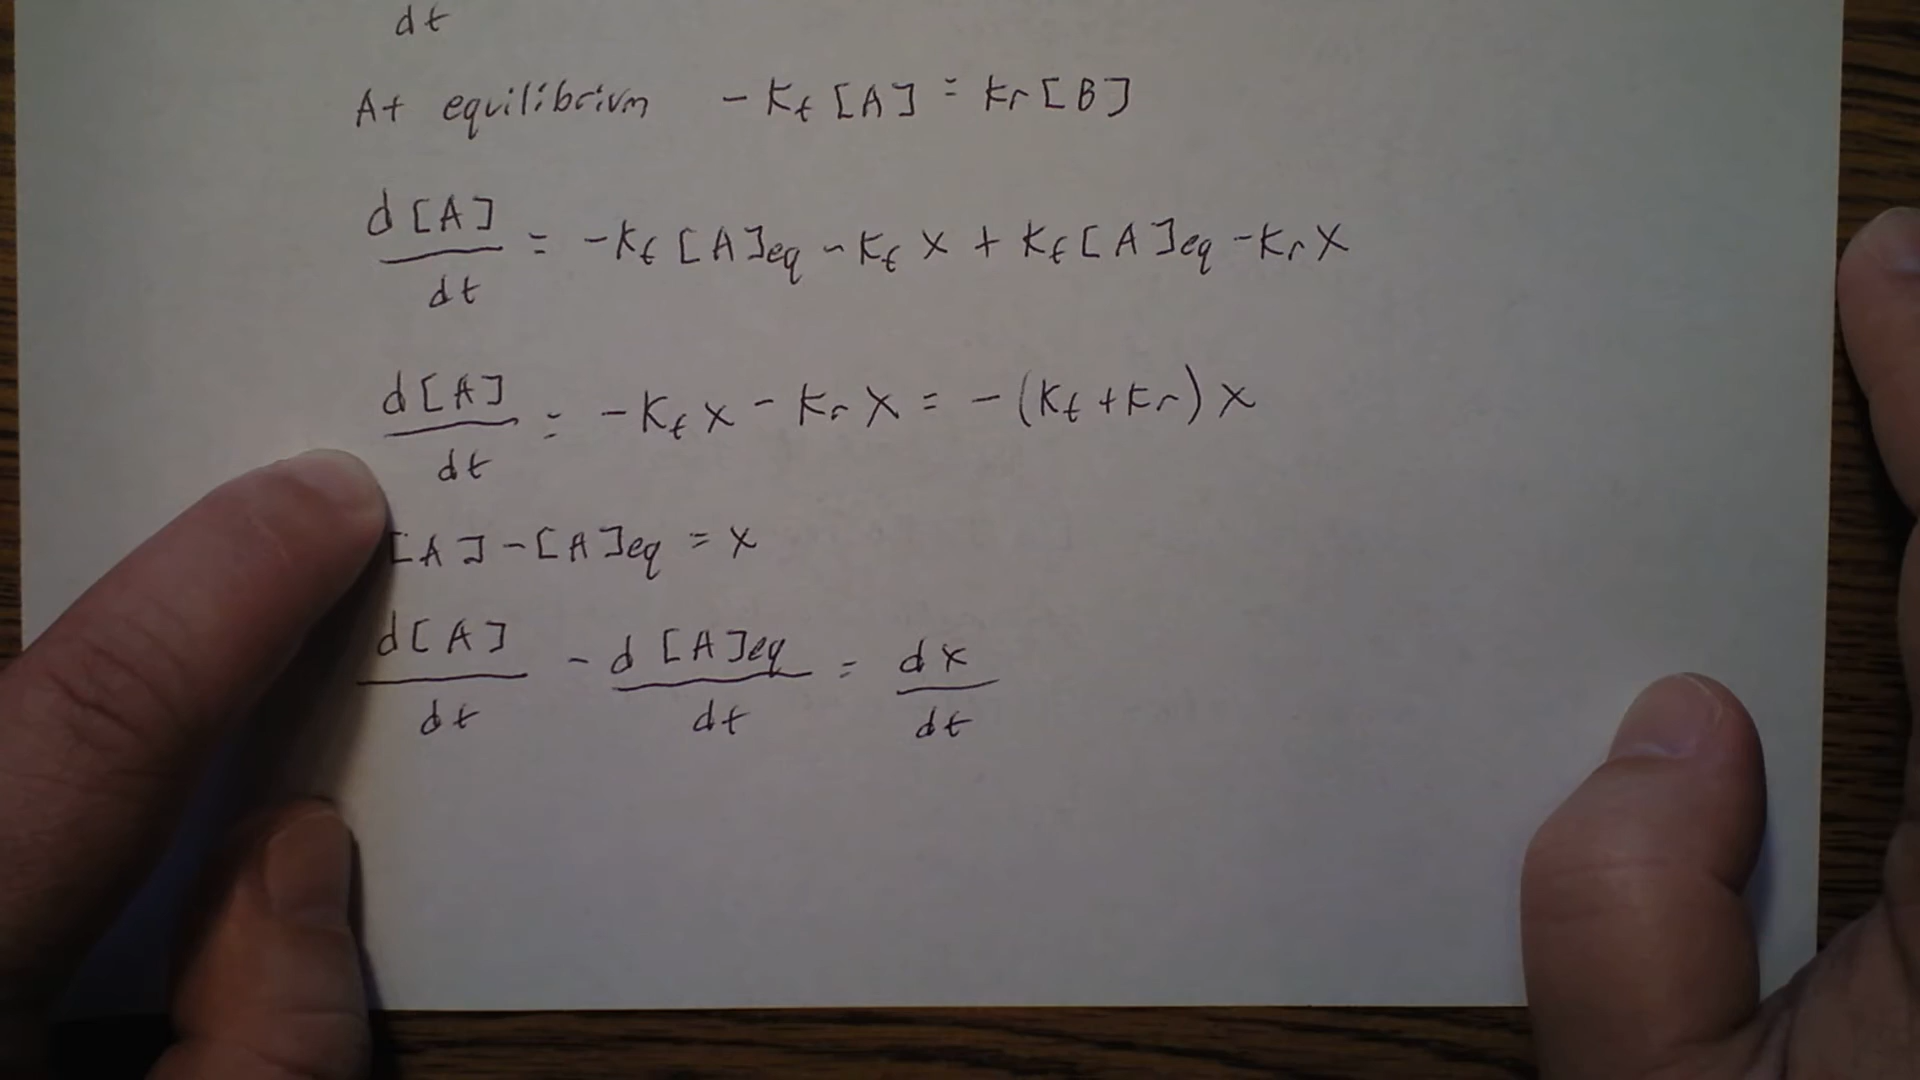 dt
At equilibrium -Kf[A] = Kr[B]
d[A]/dt = -Kf[A]eq - Kf X + Kf[A]eq - Kr X
d[A]/dt = -Kf X - Kr X = -(Kf + Kr) X
[A] - [A]eq = X
d[A]/dt - d[A]eq/dt = dx/dt